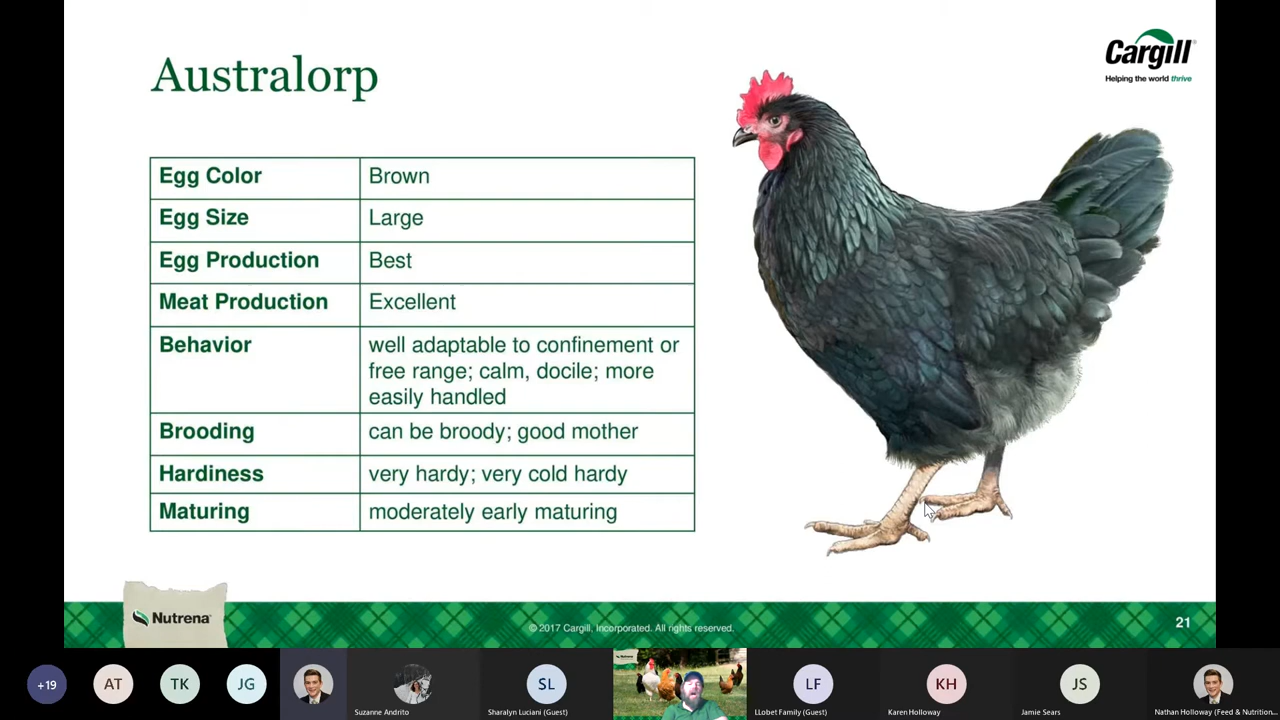 Australorp
Cargill
Helping the world thrive
Egg Color Brown
Egg Size Large
Egg Production Best
Meat Production Excellent
Behavior well adaptable to confinement or
free range; calm, docile; more
easily handled
Brooding can be broody; good mother
Hardiness very hardy; very cold hardy
Maturing moderately early maturing
Nutrena
© 2017 Cargill, Incorporated. All rights reserved.
21
Nutrena
+19
AT
TK
JG
Suzanne Andrito
SL
Sharalyn Luciani (Guest)
LF
LLobet Family (Guest)
KH
Karen Holloway
JS
Jamie Sears
Nathan Holloway (Feed & Nutrition...